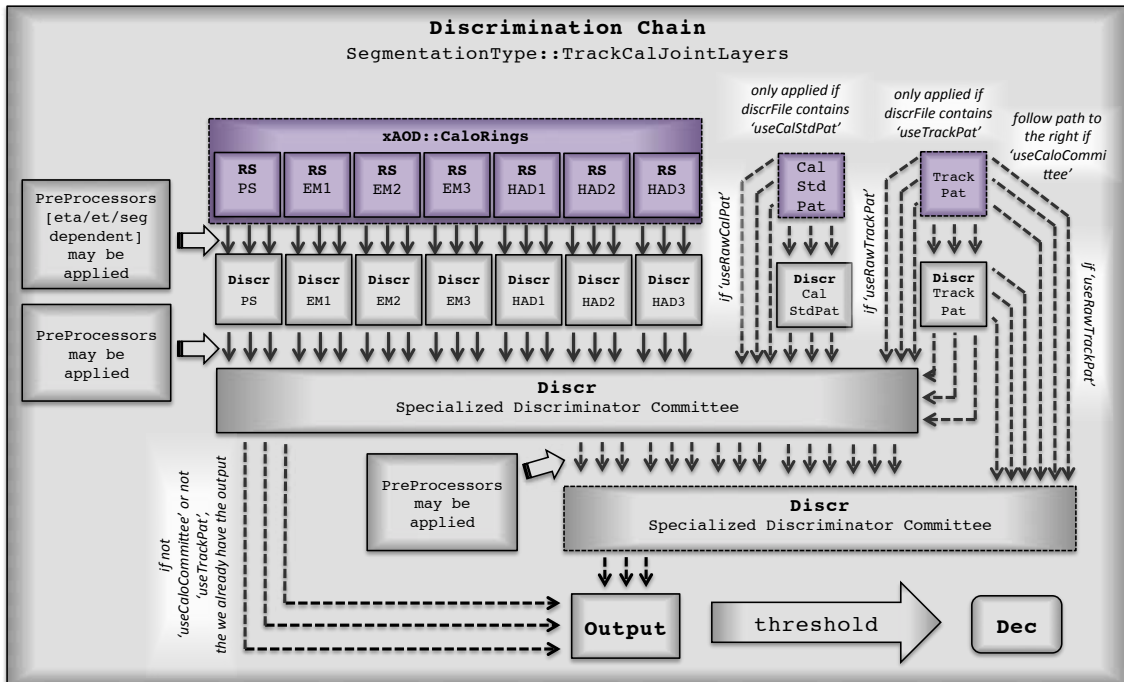 Discrimination Chain
SegmentationType::TrackCalJointLayers
only applied if
discrFile contains
'useCalStdPat'
only applied if
discrFile contains
'useTrackPat'
follow path to
the right if
'useCaloCommi
ttee'
xAOD::CaloRings
RS
PS
RS
EM1
RS
EM2
RS
EM3
RS
HAD1
RS
HAD2
RS
HAD3
Cal
Std
Pat
Track
Pat
PreProcessors
[eta/et/seg
dependent]
may be
applied
if 'useRawCalPat'
if 'useRawTrackPat'
if 'useRawTrackPat'
Discr
PS
Discr
EM1
Discr
EM2
Discr
EM3
Discr
HAD1
Discr
HAD2
Discr
HAD3
Discr
Cal
StdPat
Discr
Track
Pat
PreProcessors
may be
applied
Discr
Specialized Discriminator Committee
PreProcessors
may be
applied
Discr
Specialized Discriminator Committee
if not
'useCaloCommittee' or not
'useTrackPat',
the we already have the output
Output
threshold
Dec